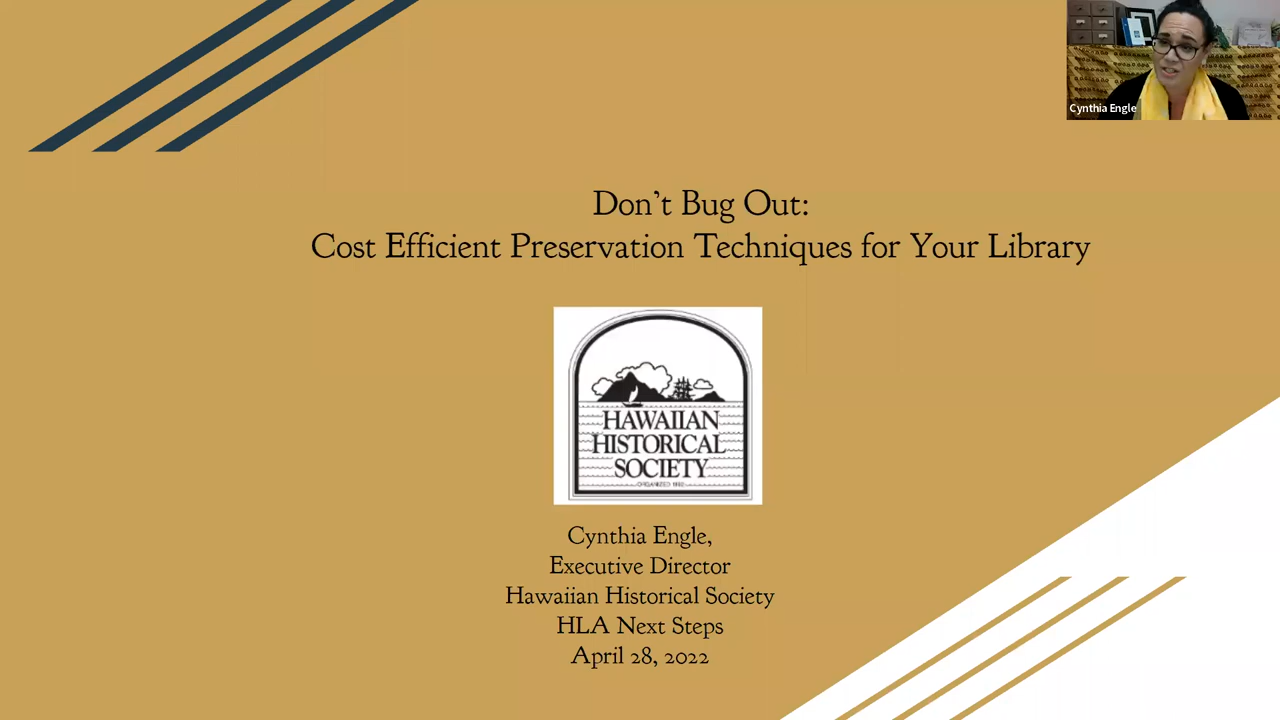 Cynthia Engle
Don't Bug Out:
Cost Efficient Preservation Techniques for Your Library
HAWAIIAN
HISTORICAL
SOCIETY
Cynthia Engle,
Executive Director
Hawaiian Historical Society
HLA Next Steps
April 28, 2022